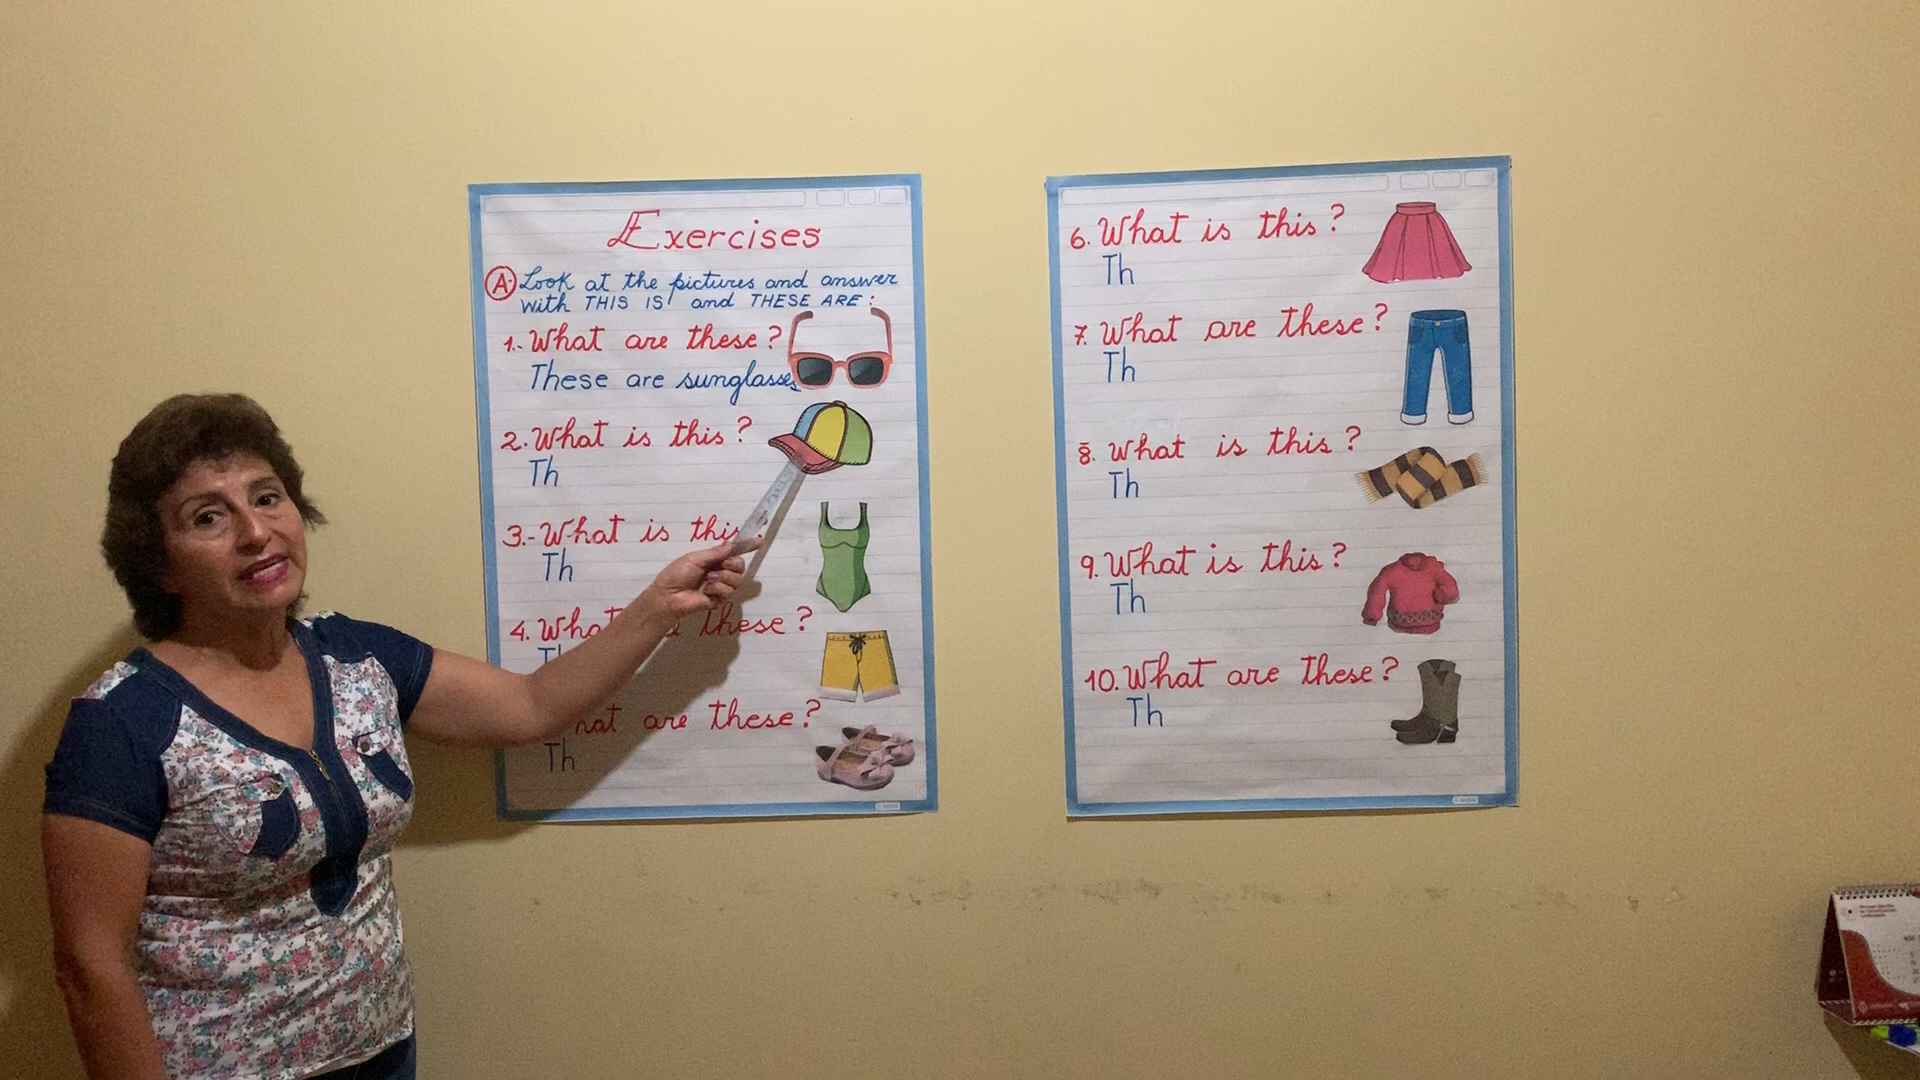 Exercises
A- Look at the pictures and answer
with THIS IS and THESE ARE:
1.- What are these?
These are sunglasses
2. What is this?
Th
3.- What is this?
Th
4. these?
Th
are these?
Th
6. What is this?
Th
7. What are these?
Th
8. What is this?
Th
9. What is this?
Th
10. What are these?
Th